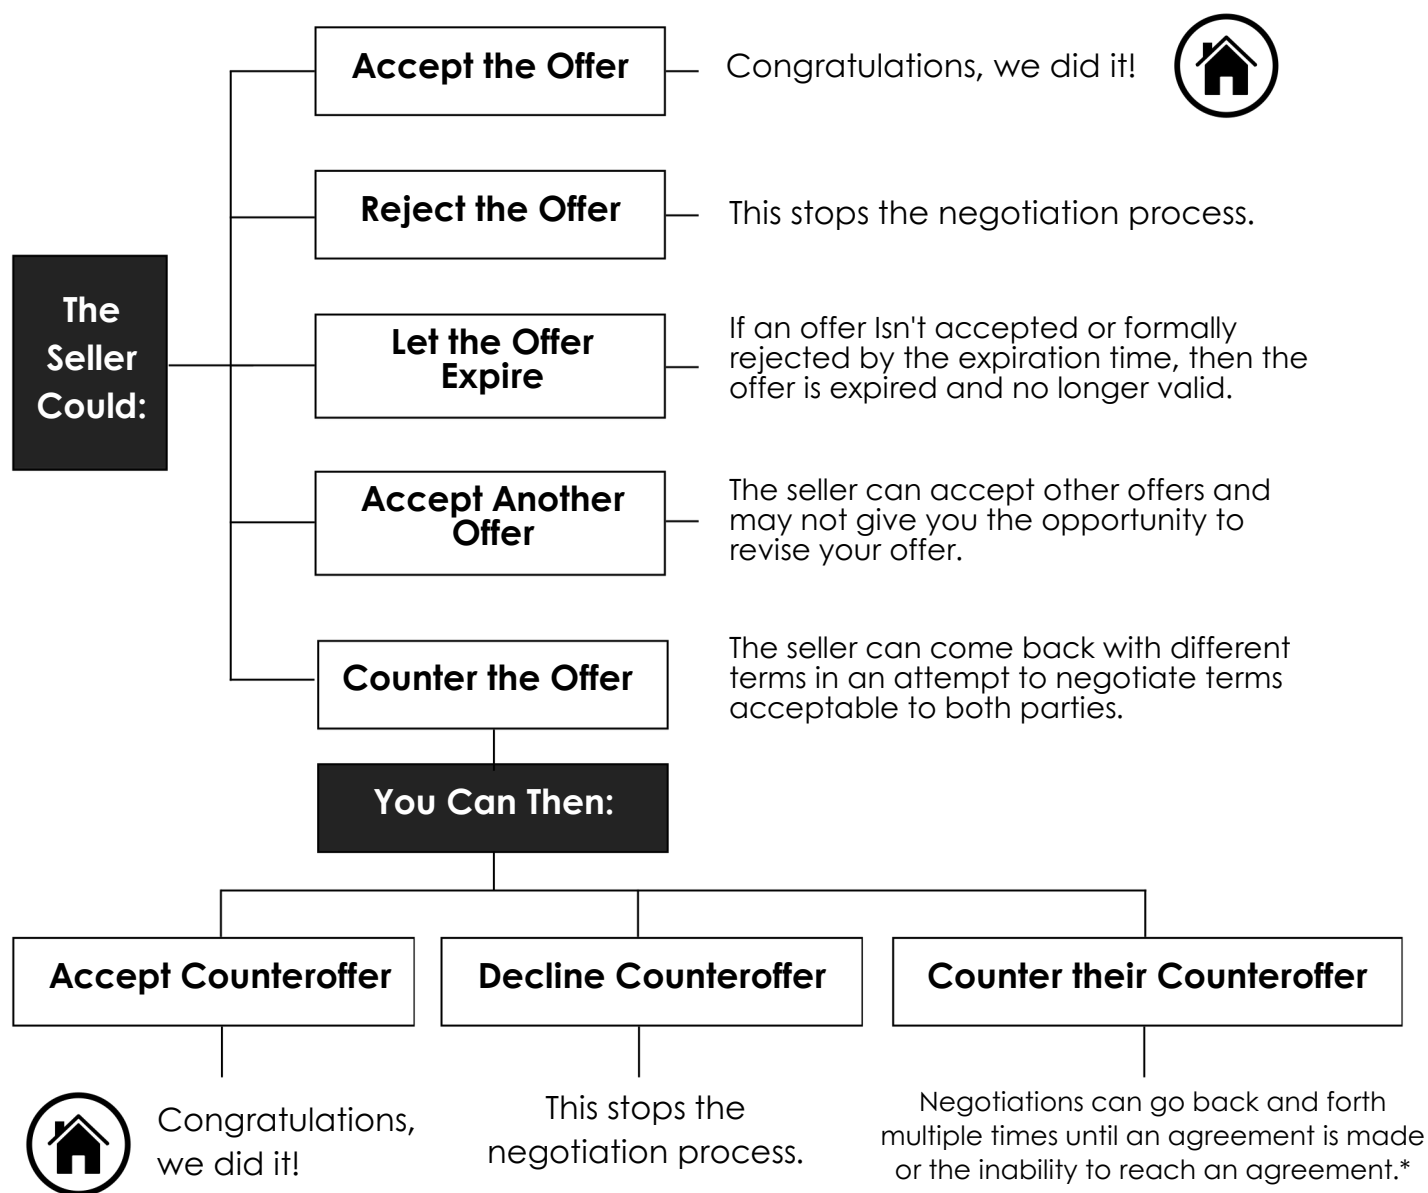 The
Seller
Could:
Accept the Offer
Congratulations, we did it!
Reject the Offer
This stops the negotiation process.
Let the Offer
Expire
If an offer Isn't accepted or formally
rejected by the expiration time, then the
offer is expired and no longer valid.
Accept Another
Offer
The seller can accept other offers and
may not give you the opportunity to
revise your offer.
Counter the Offer
The seller can come back with different
terms in an attempt to negotiate terms
acceptable to both parties.
You Can Then:
Accept Counteroffer
Congratulations,
we did it!
Decline Counteroffer
This stops the
negotiation process.
Counter their Counteroffer
Negotiations can go back and forth
multiple times until an agreement is made
or the inability to reach an agreement.*